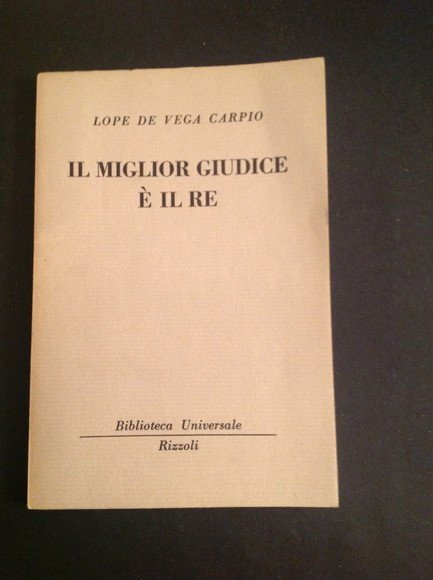 LOPE DE VEGA CARPIO
IL MIGLIOR GIUDICE
È IL RE
Biblioteca Universale
Rizzoli